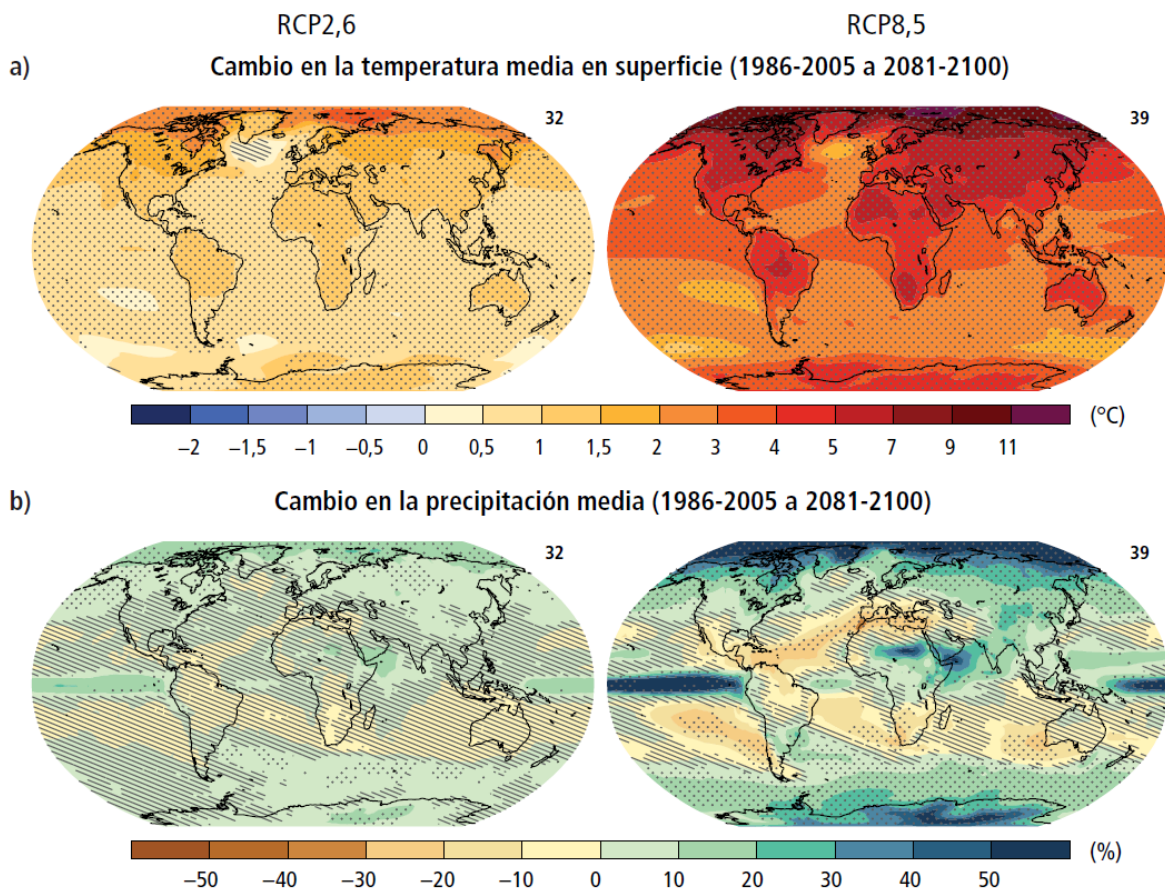 RCP2,6 RCP8,5
a) Cambio en la temperatura media en superficie (1986-2005 a 2081-2100)
32 39
−2 −1,5 −1 −0,5 0 0,5 1 1,5 2 3 4 5 7 9 11 (°C)
b) Cambio en la precipitación media (1986-2005 a 2081-2100)
32 39
−50 −40 −30 −20 −10 0 10 20 30 40 50 (%)